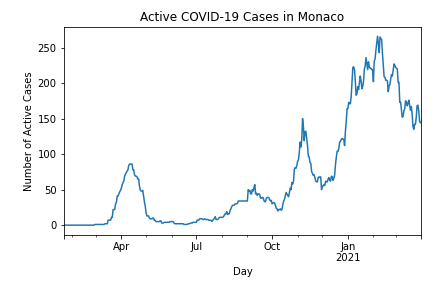 Active COVID-19 Cases in Monaco
250
200
150
100
50
0
Number of Active Cases
Apr
Jul
Oct
Jan
2021
Day